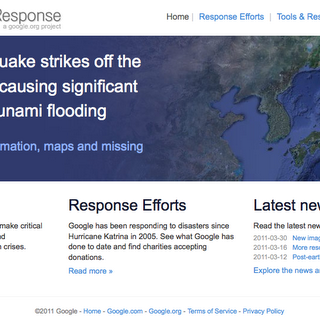 Response
a google.org project
Home | Response Efforts | Tools & Res
uake strikes off the
causing significant
unami flooding
mation, maps and missing
make critical
nd
e crises.
Response Efforts
Google has been responding to disasters since
Hurricane Katrina in 2005. See what Google has
done to date and find charities accepting
donations.
Read more »
Latest new
Read the latest new
2011-03-30 New imag
2011-03-16 More res
2011-03-12 Post-eart
Explore the news a
©2011 Google - Home - Google.com - Google.org - Terms of Service - Privacy Policy